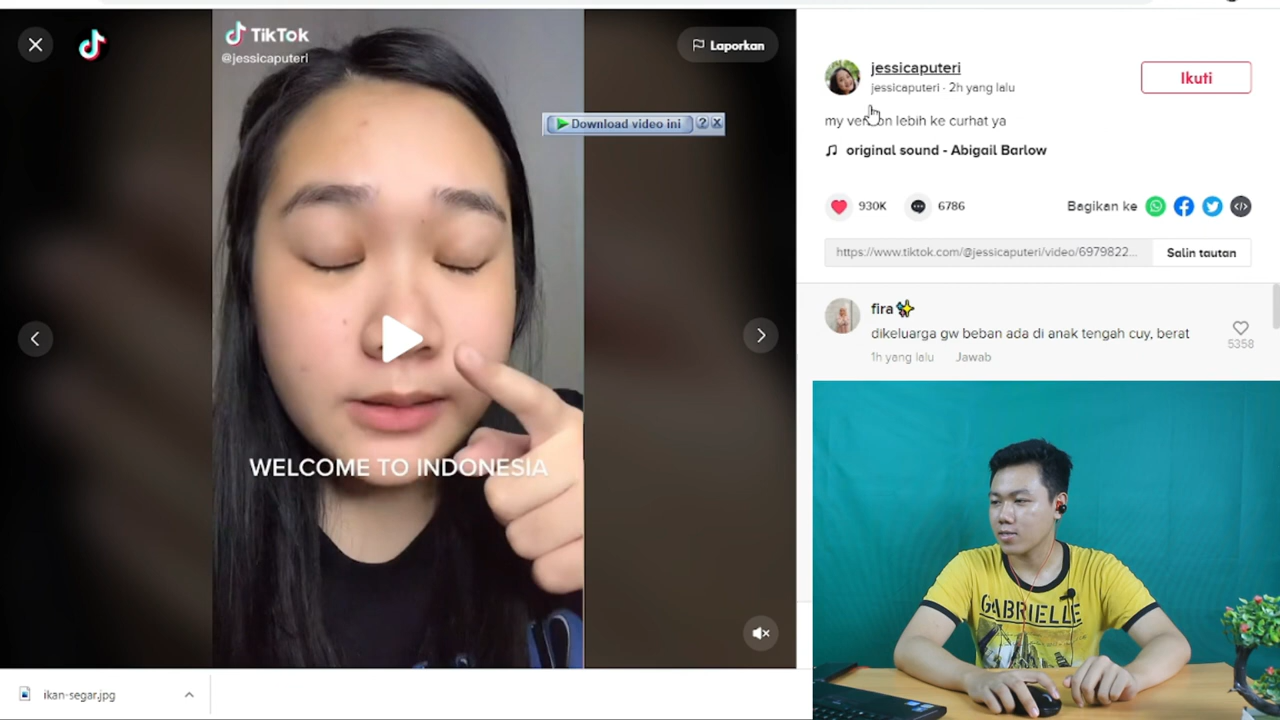 TikTok
@jessicaputeri
Laporkan
Download video ini
?
WELCOME TO INDONESIA
jessicaputeri
jessicaputeri · 2h yang lalu
Ikuti
my version lebih ke curhat ya
original sound - Abigail Barlow
930K
6786
Bagikan ke
https://www.tiktok.com/@jessicaputeri/video/6979822...
Salin tautan
fira
dikeluarga gw beban ada di anak tengah cuy, berat
1h yang lalu
Jawab
5358
GABRIELLE
ikan-segar.jpg